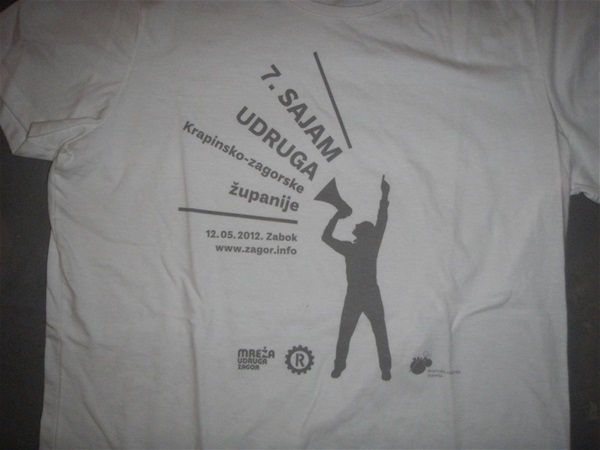 7. SAJAM
UDRUGA
Krapinsko-zagorske
županije
12.05.2012. Zabok
www.zagor.info
MREŽA
UDRUGA
ZAGOR
R